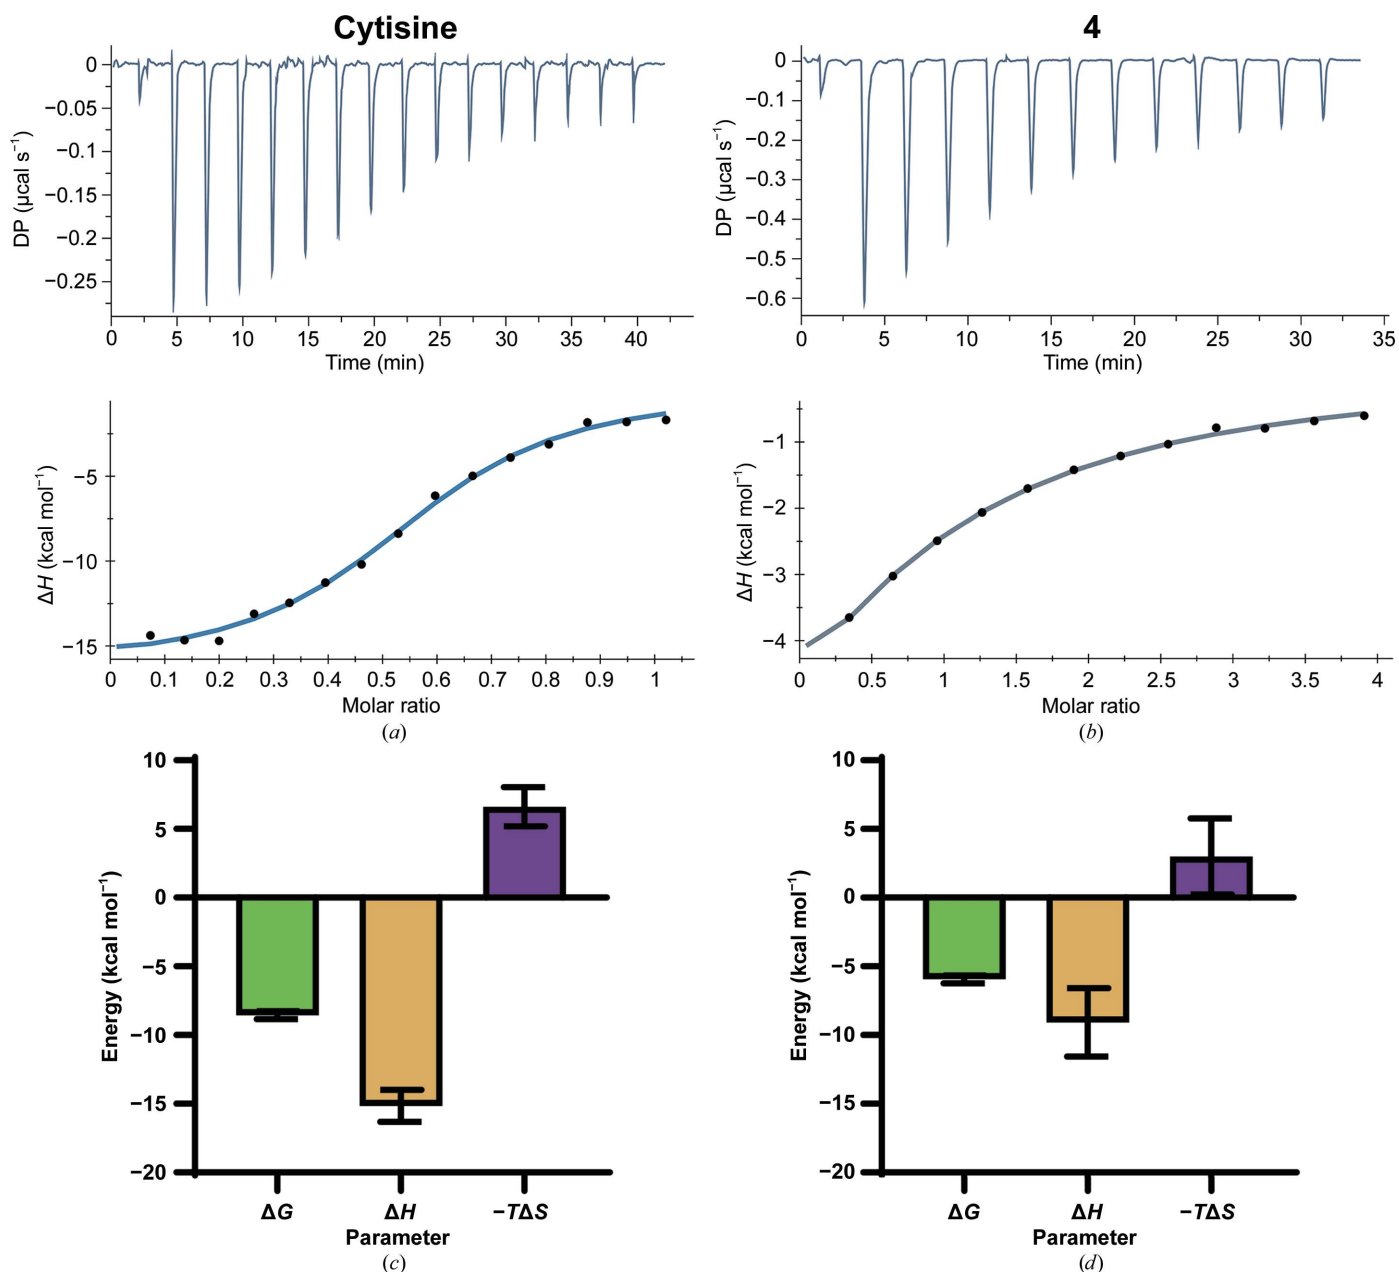 Cytisine
0
−0.05
−0.1
−0.15
−0.2
−0.25
DP (μcal s⁻¹)
0 5 10 15 20 25 30 35 40
Time (min)
−5
−10
−15
ΔH (kcal mol⁻¹)
0 0.1 0.2 0.3 0.4 0.5 0.6 0.7 0.8 0.9 1
Molar ratio
(a)
4
0
−0.1
−0.2
−0.3
−0.4
−0.5
−0.6
DP (μcal s⁻¹)
0 5 10 15 20 25 30 35
Time (min)
−1
−2
−3
−4
ΔH (kcal mol⁻¹)
0 0.5 1 1.5 2 2.5 3 3.5 4
Molar ratio
(b)
10
5
0
−5
−10
−15
−20
Energy (kcal mol⁻¹)
ΔG ΔH −TΔS
Parameter
(c)
10
5
0
−5
−10
−15
−20
Energy (kcal mol⁻¹)
ΔG ΔH −TΔS
Parameter
(d)